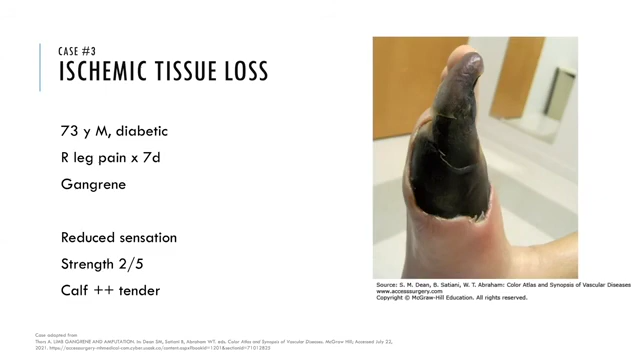 CASE #3
ISCHEMIC TISSUE LOSS
73 y M, diabetic
R leg pain x 7d
Gangrene
Reduced sensation
Strength 2/5
Calf ++ tender
Source: S. M. Dean, B. Satiani, W. T. Abraham: Color Atlas and Synopsis of Vascular Diseases
www.accesssurgery.com
Copyright © McGraw-Hill Education. All rights reserved.
Case adapted from
LIMB GANGRENE AND AMPUTATION. In: Dean SM, Satiani B, Abraham WT. eds. Color Atlas and Synopsis of Vascular Diseases. McGraw Hill; Accessed July 22,